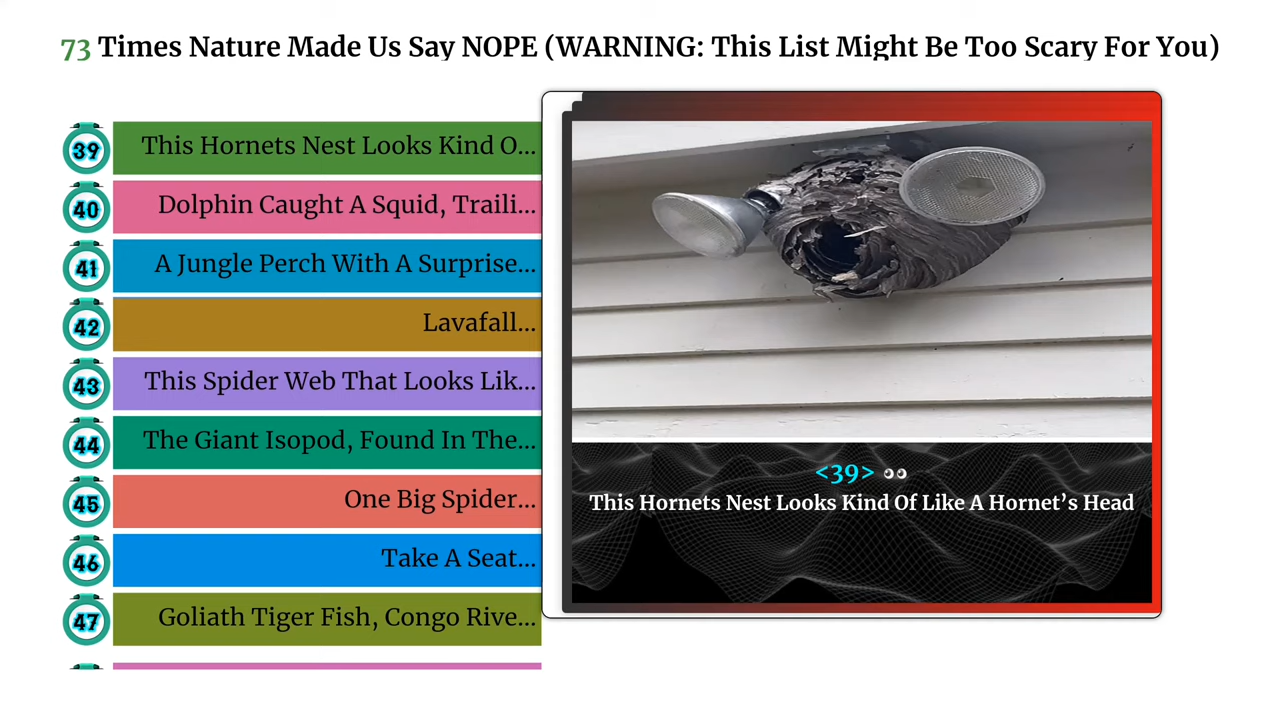 73 Times Nature Made Us Say NOPE (WARNING: This List Might Be Too Scary For You)
39 This Hornets Nest Looks Kind O...
40 Dolphin Caught A Squid, Traili...
41 A Jungle Perch With A Surprise...
42 Lavafall...
43 This Spider Web That Looks Lik...
44 The Giant Isopod, Found In The...
45 One Big Spider...
46 Take A Seat...
47 Goliath Tiger Fish, Congo Rive...
<39> 👀
This Hornets Nest Looks Kind Of Like A Hornet’s Head